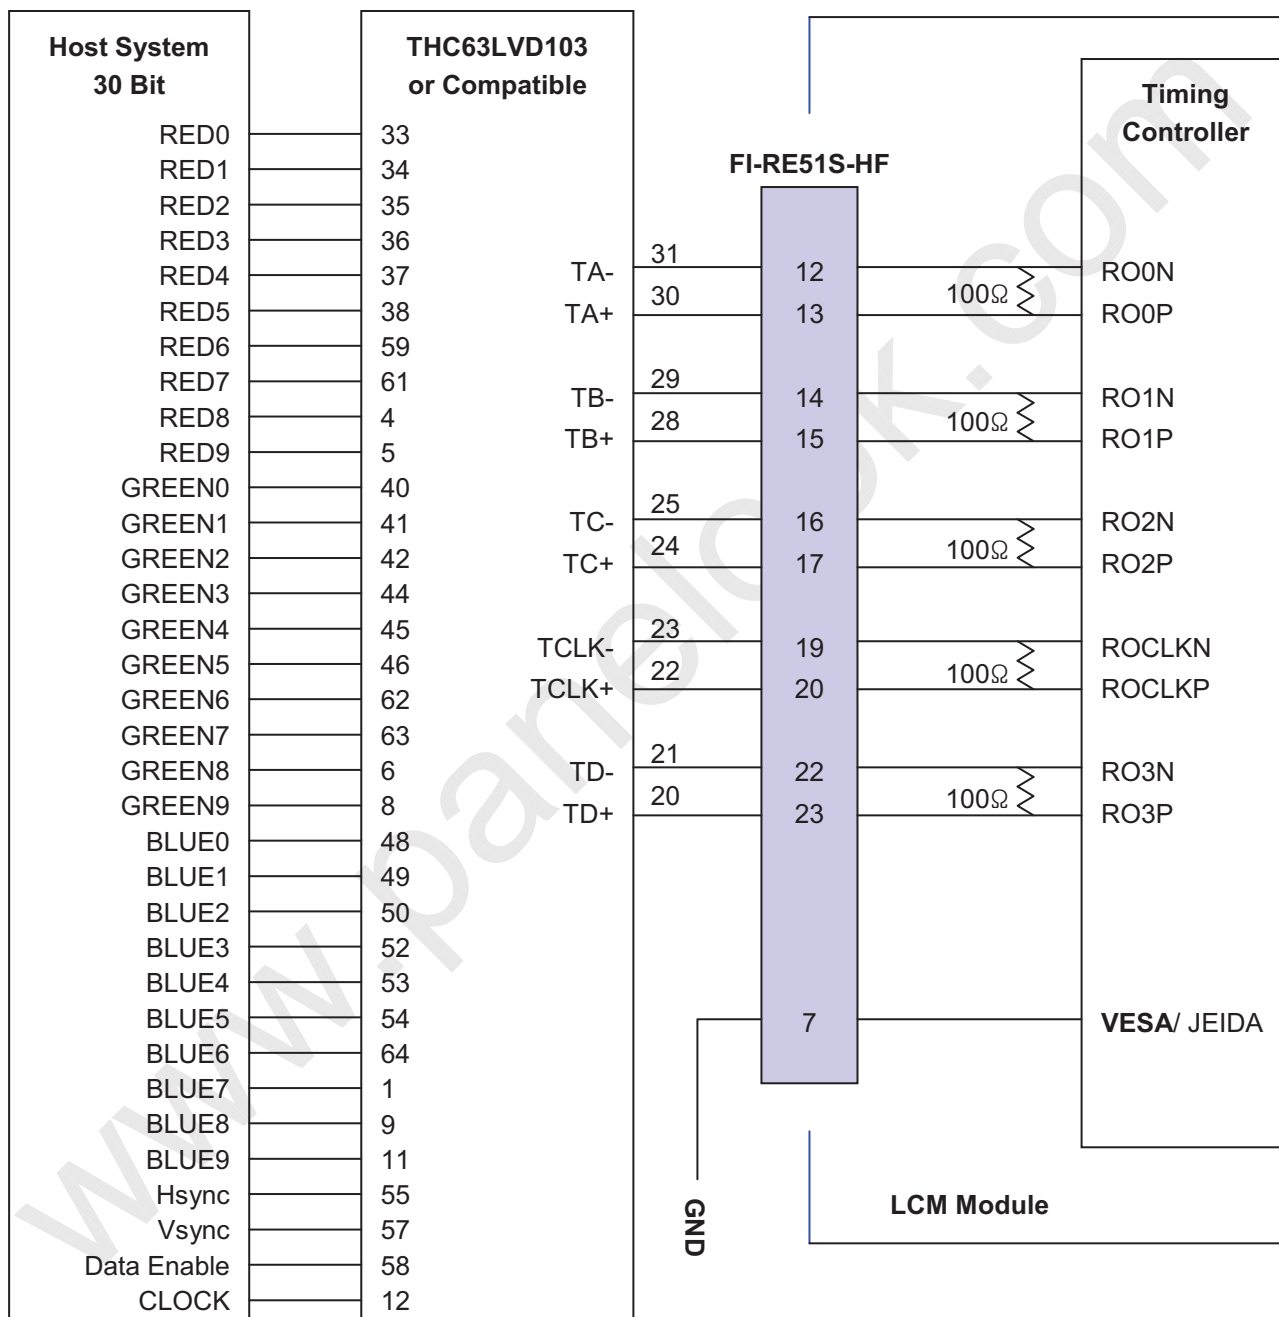 Host System
30 Bit
RED0
RED1
RED2
RED3
RED4
RED5
RED6
RED7
RED8
RED9
GREEN0
GREEN1
GREEN2
GREEN3
GREEN4
GREEN5
GREEN6
GREEN7
GREEN8
GREEN9
BLUE0
BLUE1
BLUE2
BLUE3
BLUE4
BLUE5
BLUE6
BLUE7
BLUE8
BLUE9
Hsync
Vsync
Data Enable
CLOCK
THC63LVD103
or Compatible
33
34
35
36
37
38
59
61
4
5
40
41
42
44
45
46
62
63
6
8
48
49
50
52
53
54
64
1
9
11
55
57
58
12
TA-
TA+
TB-
TB+
TC-
TC+
TCLK-
TCLK+
TD-
TD+
31
30
29
28
25
24
23
22
21
20
FI-RE51S-HF
12
13
14
15
16
17
19
20
22
23
7
100Ω
100Ω
100Ω
100Ω
100Ω
Timing
Controller
RO0N
RO0P
RO1N
RO1P
RO2N
RO2P
ROCLKN
ROCLKP
RO3N
RO3P
VESA/ JEIDA
GND
LCM Module
www.panelook.com